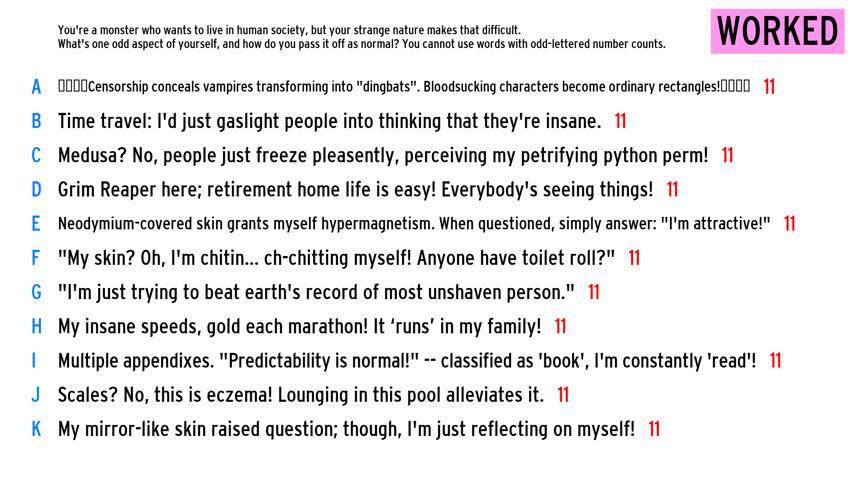 You're a monster who wants to live in human society, but your strange nature makes that difficult.
What's one odd aspect of yourself, and how do you pass it off as normal? You cannot use words with odd-lettered number counts.
WORKED
A ▯▯▯▯Censorship conceals vampires transforming into "dingbats". Bloodsucking characters become ordinary rectangles!▯▯▯▯ 11
B Time travel: I'd just gaslight people into thinking that they're insane. 11
C Medusa? No, people just freeze pleasently, perceiving my petrifying python perm! 11
D Grim Reaper here; retirement home life is easy! Everybody's seeing things! 11
E Neodymium-covered skin grants myself hypermagnetism. When questioned, simply answer: "I'm attractive!" 11
F "My skin? Oh, I'm chitin... ch-chitting myself! Anyone have toilet roll?" 11
G "I'm just trying to beat earth's record of most unshaven person." 11
H My insane speeds, gold each marathon! It ‘runs’ in my family! 11
I Multiple appendixes. "Predictability is normal!" -- classified as 'book', I'm constantly 'read'! 11
J Scales? No, this is eczema! Lounging in this pool alleviates it. 11
K My mirror-like skin raised question; though, I'm just reflecting on myself! 11